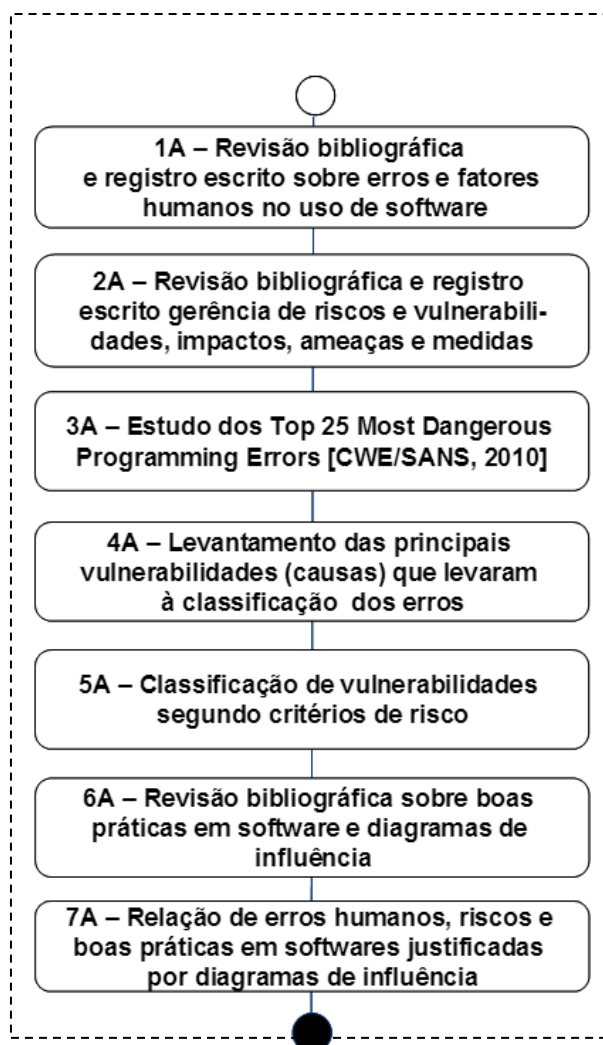 1A – Revisão bibliográfica
e registro escrito sobre erros e fatores
humanos no uso de software
2A – Revisão bibliográfica e registro
escrito gerência de riscos e vulnerabili-
dades, impactos, ameaças e medidas
3A – Estudo dos Top 25 Most Dangerous
Programming Errors [CWE/SANS, 2010]
4A – Levantamento das principais
vulnerabilidades (causas) que levaram
à classificação dos erros
5A – Classificação de vulnerabilidades
segundo critérios de risco
6A – Revisão bibliográfica sobre boas
práticas em software e diagramas de
influência
7A – Relação de erros humanos, riscos e
boas práticas em softwares justificadas
por diagramas de influência